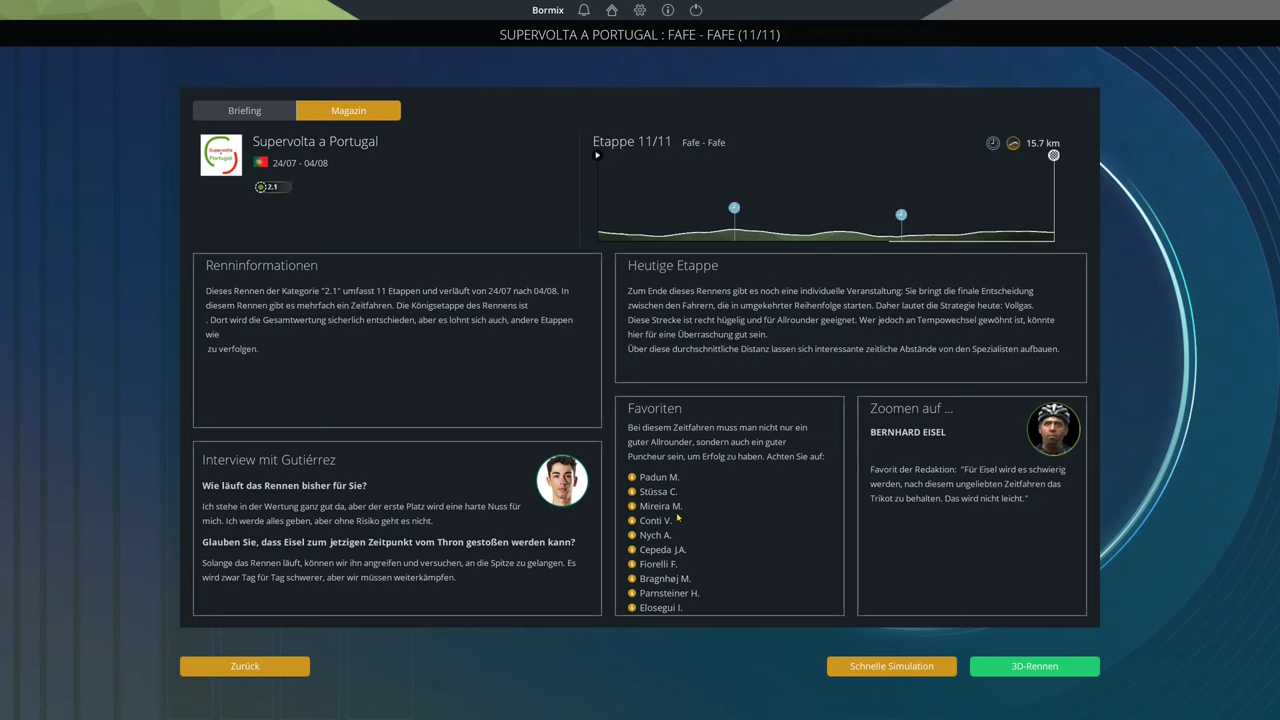 Bormix
SUPERVOLTA A PORTUGAL : FAFE - FAFE (11/11)
Briefing
Magazin
Supervolta a Portugal
24/07 - 04/08
2.1
Etappe 11/11
Fafe - Fafe
15.7 km
Renninformationen
Dieses Rennen der Kategorie "2.1" umfasst 11 Etappen und verläuft von 24/07 nach 04/08. In
diesem Rennen gibt es mehrfach ein Zeitfahren. Die Königsetappe des Rennens ist
. Dort wird die Gesamtwertung sicherlich entschieden, aber es lohnt sich auch, andere Etappen
wie
zu verfolgen.
Heutige Etappe
Zum Ende dieses Rennens gibt es noch eine individuelle Veranstaltung: Sie bringt die finale Entscheidung
zwischen den Fahrern, die in umgekehrter Reihenfolge starten. Daher lautet die Strategie heute: Vollgas.
Diese Strecke ist recht hügelig und für Allrounder geeignet. Wer jedoch an Tempowechsel gewöhnt ist, könnte
hier für eine Überraschung gut sein.
Über diese durchschnittliche Distanz lassen sich interessante zeitliche Abstände von den Spezialisten aufbauen.
Interview mit Gutiérrez
Wie läuft das Rennen bisher für Sie?
Ich stehe in der Wertung ganz gut da, aber der erste Platz wird eine harte Nuss für
mich. Ich werde alles geben, aber ohne Risiko geht es nicht.
Glauben Sie, dass Eisel zum jetzigen Zeitpunkt vom Thron gestoßen werden kann?
Solange das Rennen läuft, können wir ihn angreifen und versuchen, an die Spitze zu gelangen. Es
wird zwar Tag für Tag schwerer, aber wir müssen weiterkämpfen.
Favoriten
Bei diesem Zeitfahren muss man nicht nur ein
guter Allrounder, sondern auch ein guter
Puncheur sein, um Erfolg zu haben. Achten Sie auf:
Padun M.
Stüssa C.
Mireira M.
Conti V.
Nych A.
Cepeda J.A.
Fiorelli F.
Bragnhøj M.
Parnsteiner H.
Elosegui I.
Zoomen auf ...
BERNHARD EISEL
Favorit der Redaktion: "Für Eisel wird es schwierig
werden, nach diesem ungeliebten Zeitfahren das
Trikot zu behalten. Das wird nicht leicht."
Zurück
Schnelle Simulation
3D-Rennen